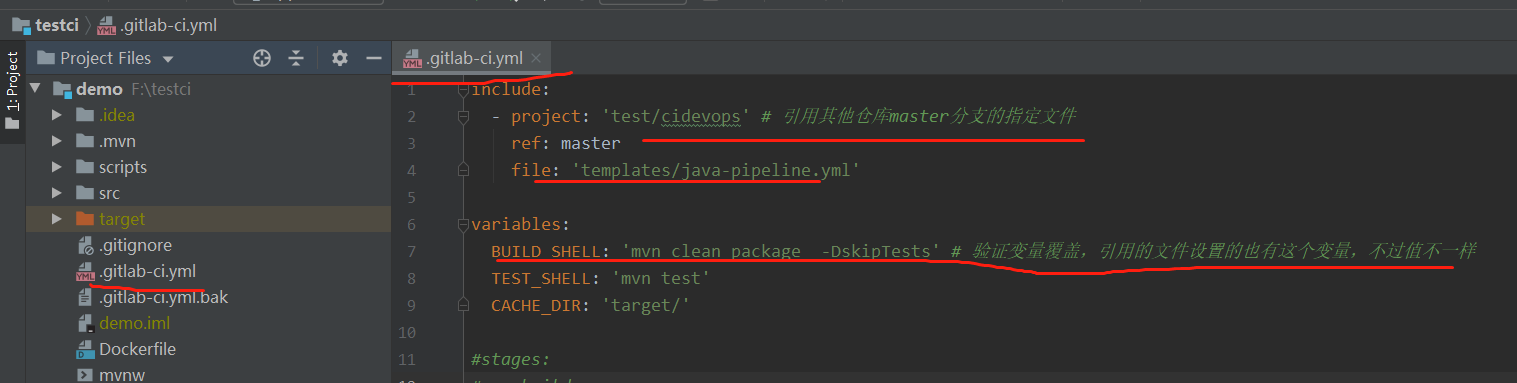 testci
.gitlab-ci.yml
1: Project
Project Files
demo F:\testci
.idea
.mvn
scripts
src
target
.gitignore
.gitlab-ci.yml
.gitlab-ci.yml.bak
demo.iml
Dockerfile
mvnw
.gitlab-ci.yml
1 include:
2 - project: 'test/cidevops' # 引用其他仓库master分支的指定文件
3 ref: master
4 file: 'templates/java-pipeline.yml'
5
6 variables:
7 BUILD_SHELL: 'mvn clean package -DskipTests' # 验证变量覆盖，引用的文件设置的也有这个变量，不过值不一样
8 TEST_SHELL: 'mvn test'
9 CACHE_DIR: 'target/'
10
11 #stages: